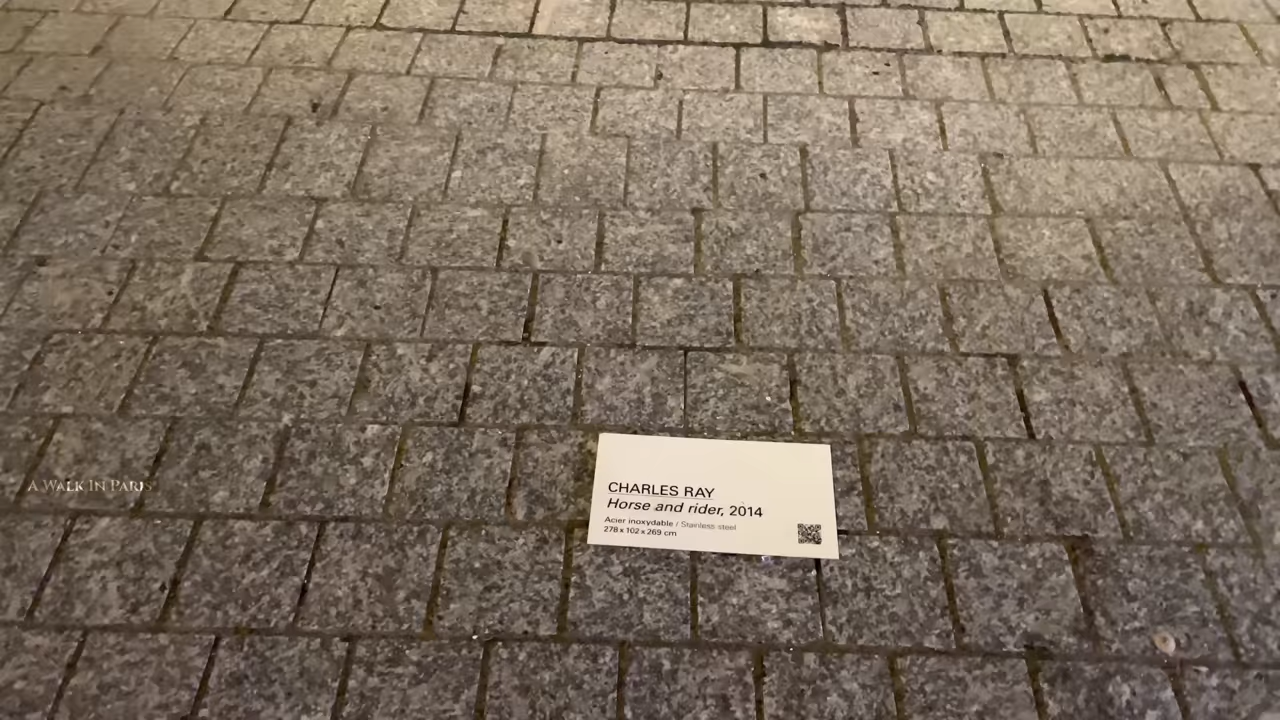 A WALK IN PARIS
CHARLES RAY
Horse and rider, 2014
Acier inoxydable / Stainless steel
278 x 102 x 269 cm